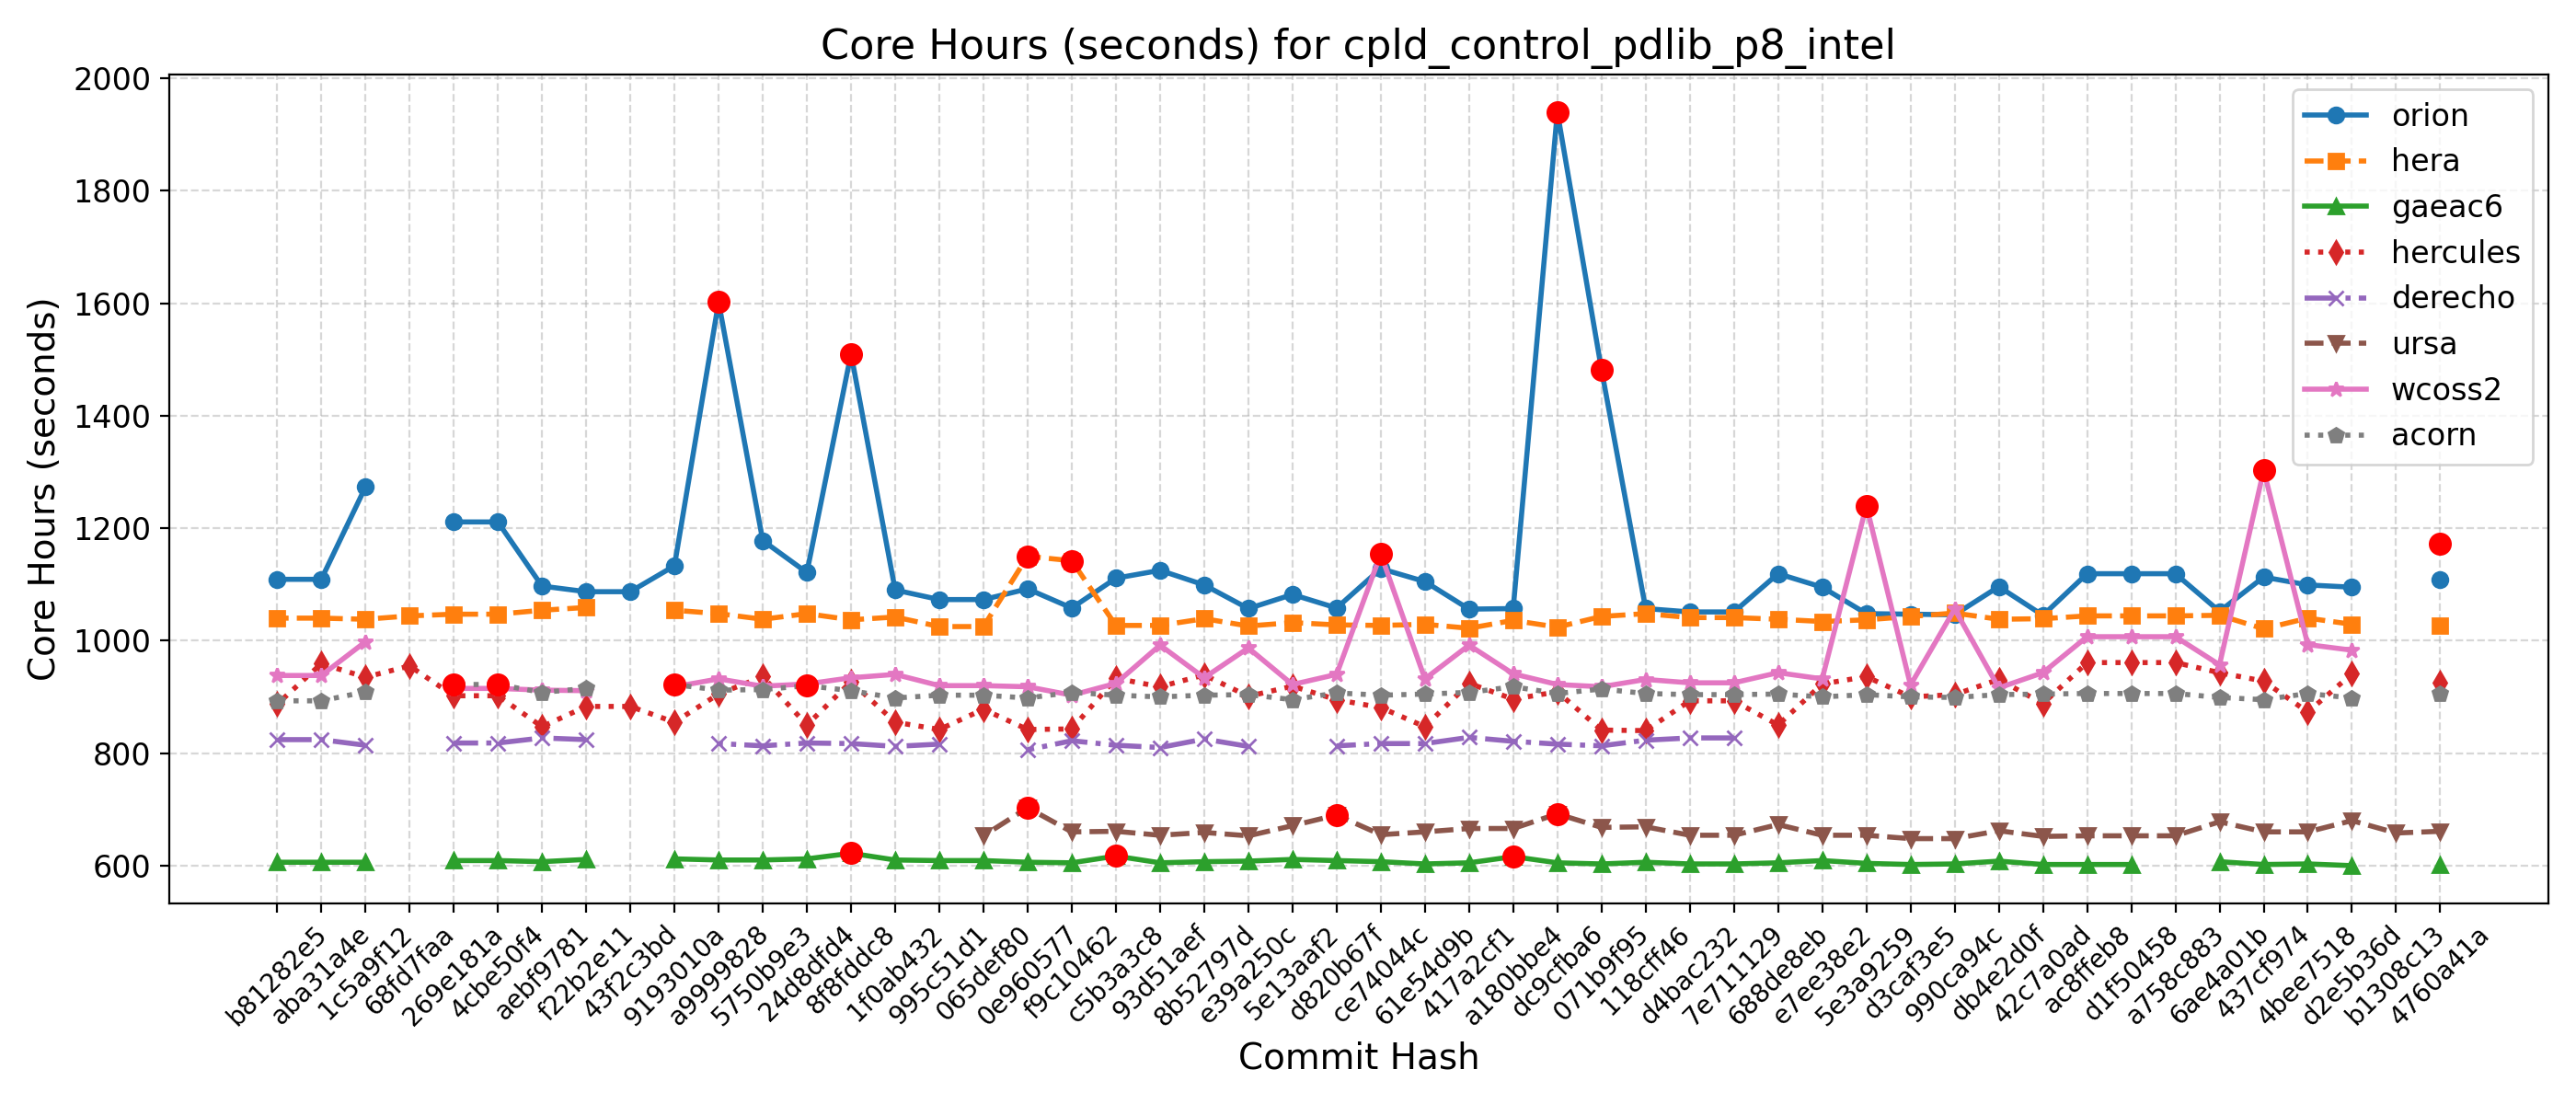 Core Hours (seconds) for cpld_control_pdlib_p8_intel
Core Hours (seconds)
2000
1800
1600
1400
1200
1000
800
600
orion
hera
gaeac6
hercules
derecho
ursa
wcoss2
acorn
b81282e5
aba31a4e
1c5a9f12
68fd7faa
269e181a
4cbe50f4
aebf9781
f22b2e11
43f2c3bd
9193010a
a9999828
5750b9e3
24d8dfd4
8f8fddc8
1f0ab432
995c51d1
065def80
0e960577
f9c10462
c5b3a3c8
93d51aef
8b52797d
e39a250c
5e13aaf2
d820b67f
ce74044c
61e54d9b
417a2cf1
a180bbe4
dc9cfba6
071b9f95
118cff46
d4bac232
7e711129
688de8eb
e7ee38e2
5e3a9259
d3caf3e5
990ca94c
db4e2d0f
42c7a0ad
ac8ffeb8
d1f50458
a758c883
6ae4a01b
437cf974
4bee7518
d2e5b36d
b1308c13
4760a41a
Commit Hash